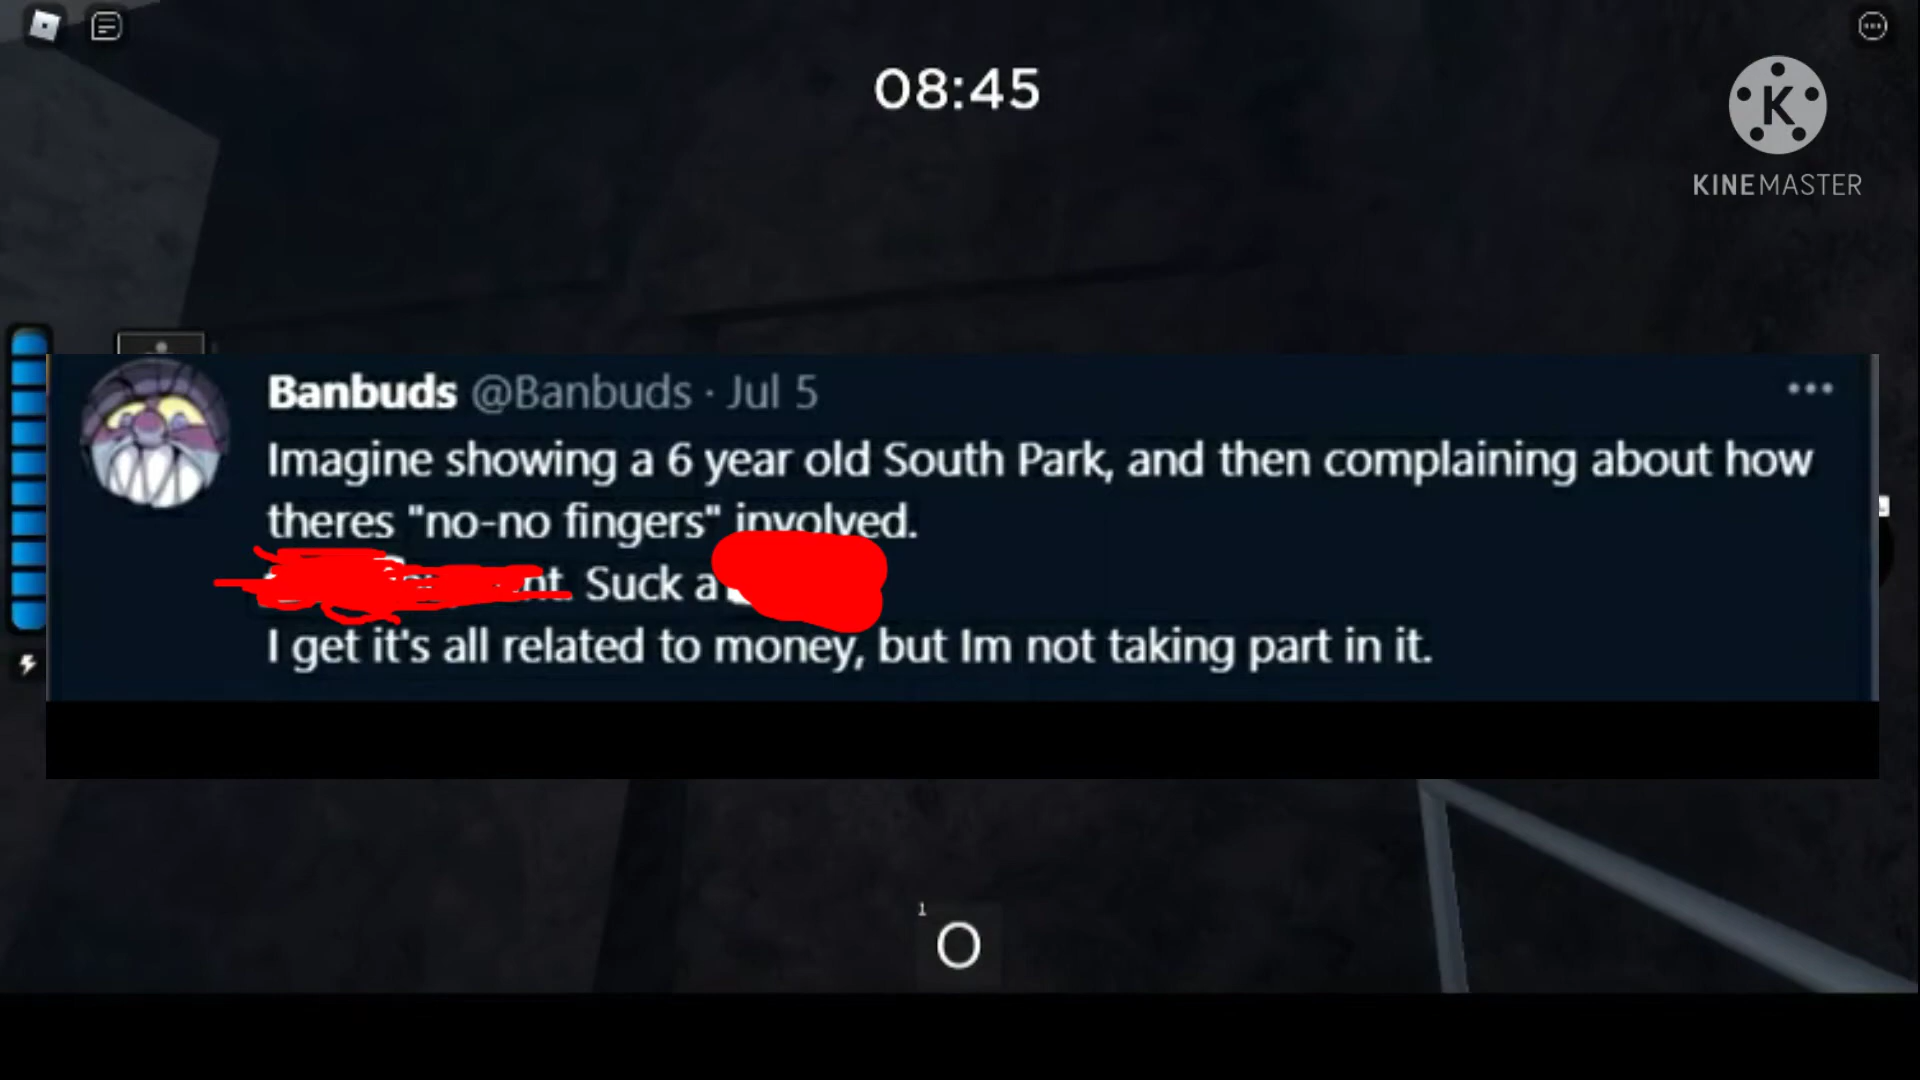 08:45
KINEMASTER
Banbuds @Banbuds · Jul 5
Imagine showing a 6 year old South Park, and then complaining about how
theres "no-no fingers" involved.
Suck a
I get it's all related to money, but Im not taking part in it.
1
O